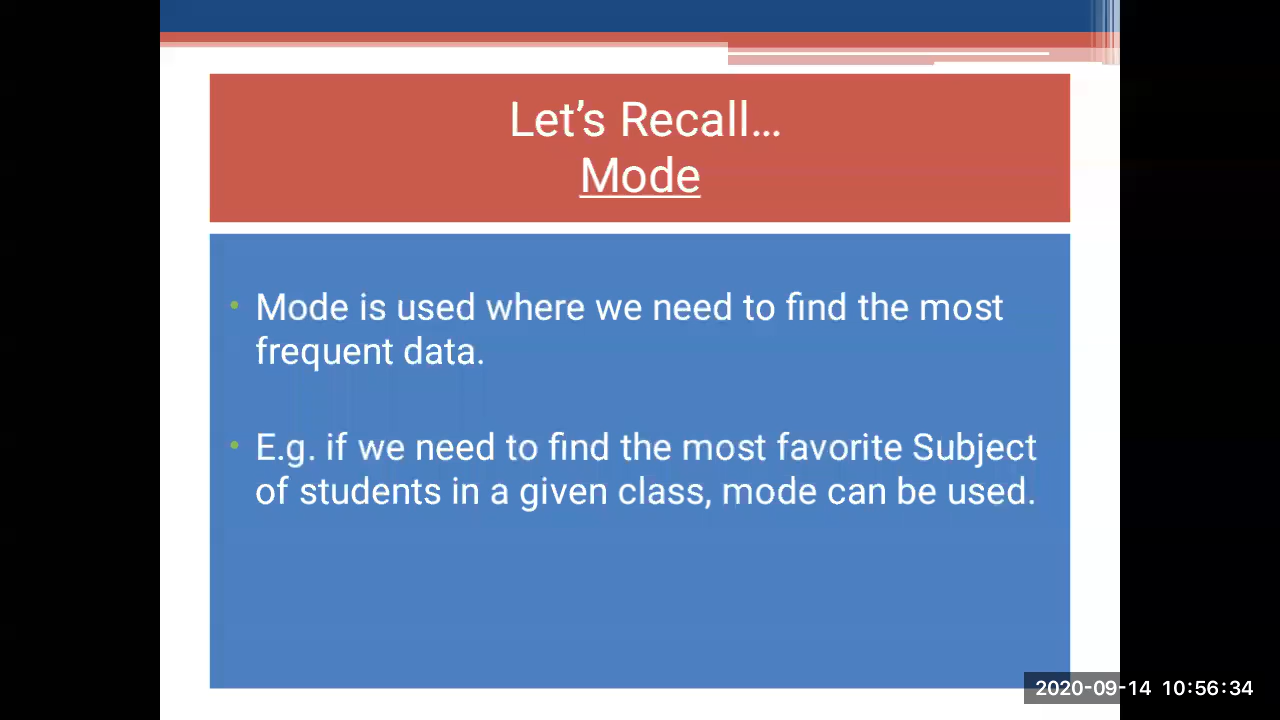 Let’s Recall…
Mode
• Mode is used where we need to find the most
frequent data.
• E.g. if we need to find the most favorite Subject
of students in a given class, mode can be used.
2020-09-14 10:56:34